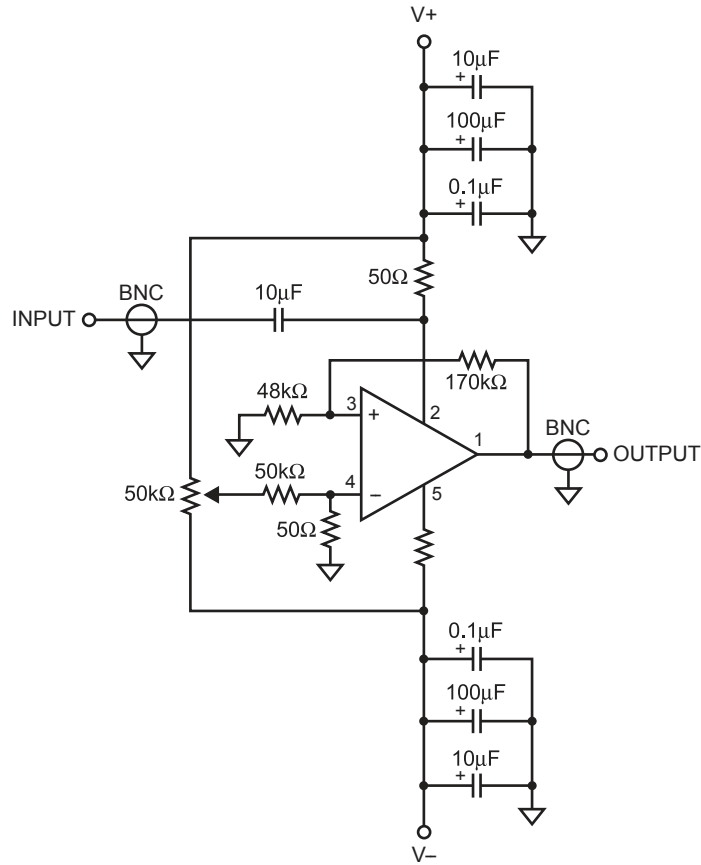 V+
10μF
+
100μF
+
0.1μF
+
50Ω
BNC
10μF
INPUT
170kΩ
48kΩ
3
+
2
BNC
1
OUTPUT
50kΩ
50kΩ
4
−
5
50Ω
0.1μF
+
100μF
+
10μF
+
V–